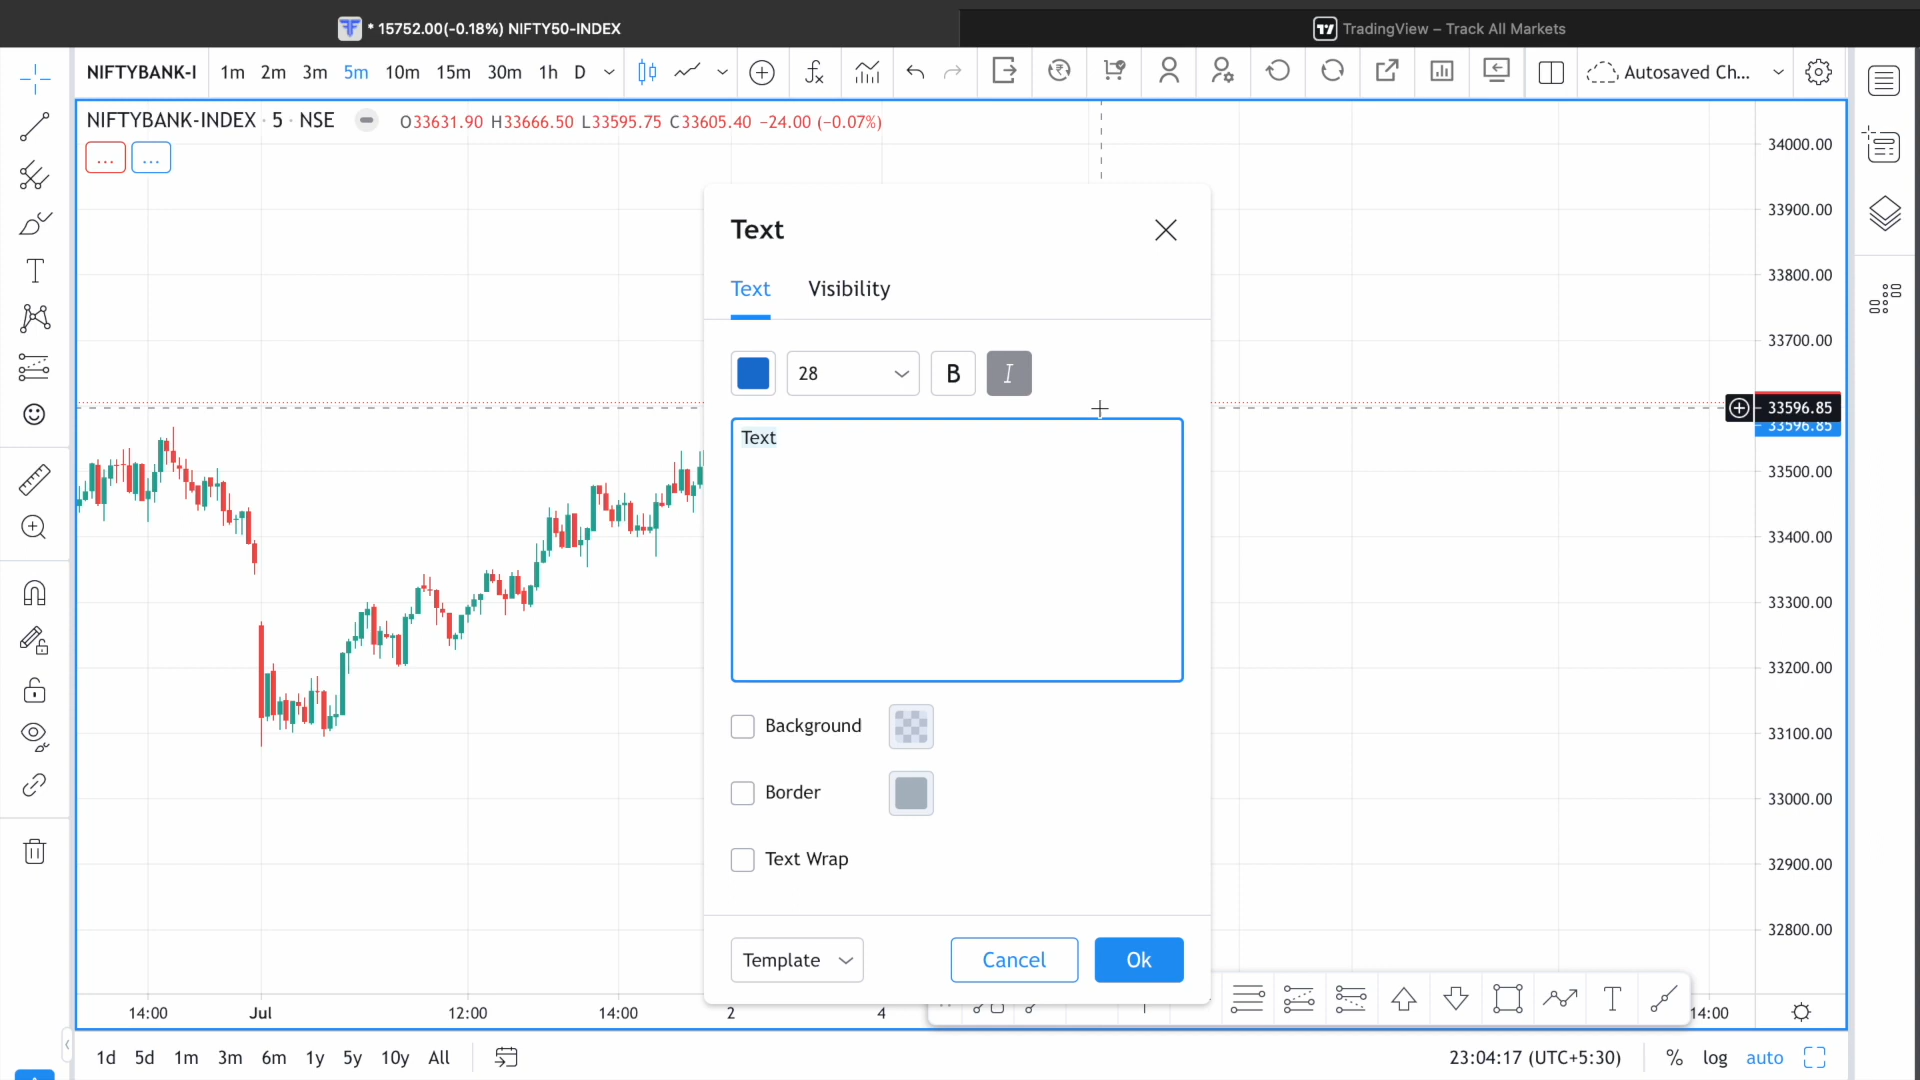 * 15752.00(-0.18%) NIFTY50-INDEX
TradingView – Track All Markets
NIFTYBANK-I
1m 2m 3m 5m 10m 15m 30m 1h D
Autosaved Ch...
NIFTYBANK-INDEX · 5 · NSE
O33631.90 H33666.50 L33595.75 C33605.40 −24.00 (−0.07%)
... ...
Text
Text Visibility
28 B I
Text
Background
Border
Text Wrap
Template Cancel Ok
34000.00
33900.00
33800.00
33700.00
33596.85
33596.85
33500.00
33400.00
33300.00
33200.00
33100.00
33000.00
32900.00
32800.00
14:00 Jul 12:00 14:00 2 4 14:00
1d 5d 1m 3m 6m 1y 5y 10y All
23:04:17 (UTC+5:30) % log auto